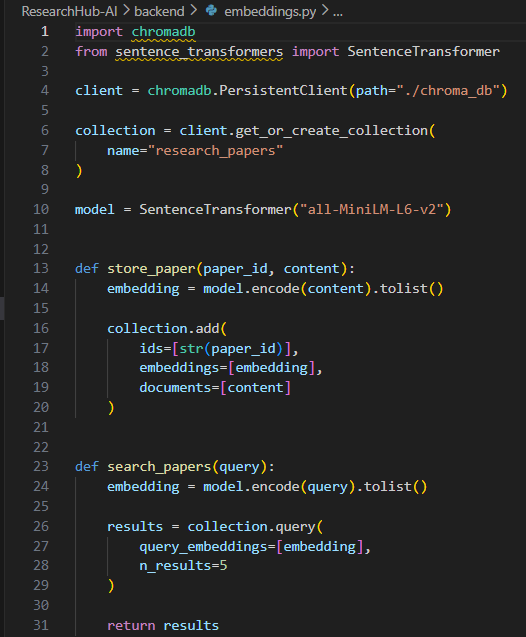 ResearchHub-AI > backend > embeddings.py > ...
1 import chromadb
2 from sentence_transformers import SentenceTransformer
3
4 client = chromadb.PersistentClient(path="./chroma_db")
5
6 collection = client.get_or_create_collection(
7     name="research_papers"
8 )
9
10 model = SentenceTransformer("all-MiniLM-L6-v2")
11
12
13 def store_paper(paper_id, content):
14     embedding = model.encode(content).tolist()
15
16     collection.add(
17         ids=[str(paper_id)],
18         embeddings=[embedding],
19         documents=[content]
20     )
21
22
23 def search_papers(query):
24     embedding = model.encode(query).tolist()
25
26     results = collection.query(
27         query_embeddings=[embedding],
28         n_results=5
29     )
30
31     return results